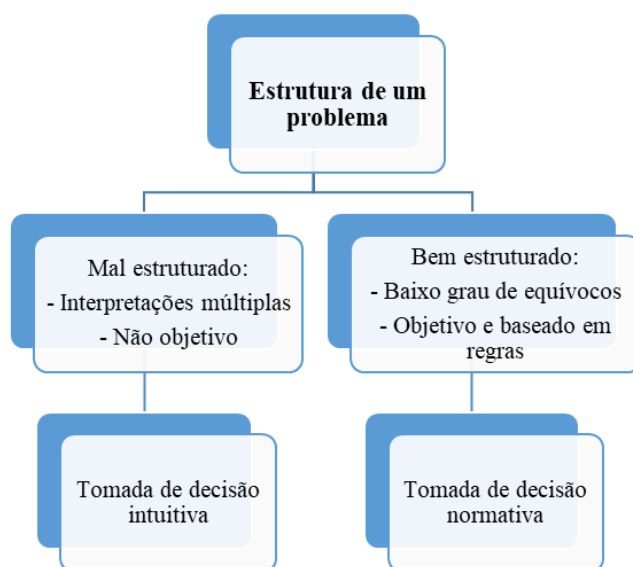 Estrutura de um
problema
Mal estruturado:
- Interpretações múltiplas
- Não objetivo
Bem estruturado:
- Baixo grau de equívocos
- Objetivo e baseado em
regras
Tomada de decisão
intuitiva
Tomada de decisão
normativa